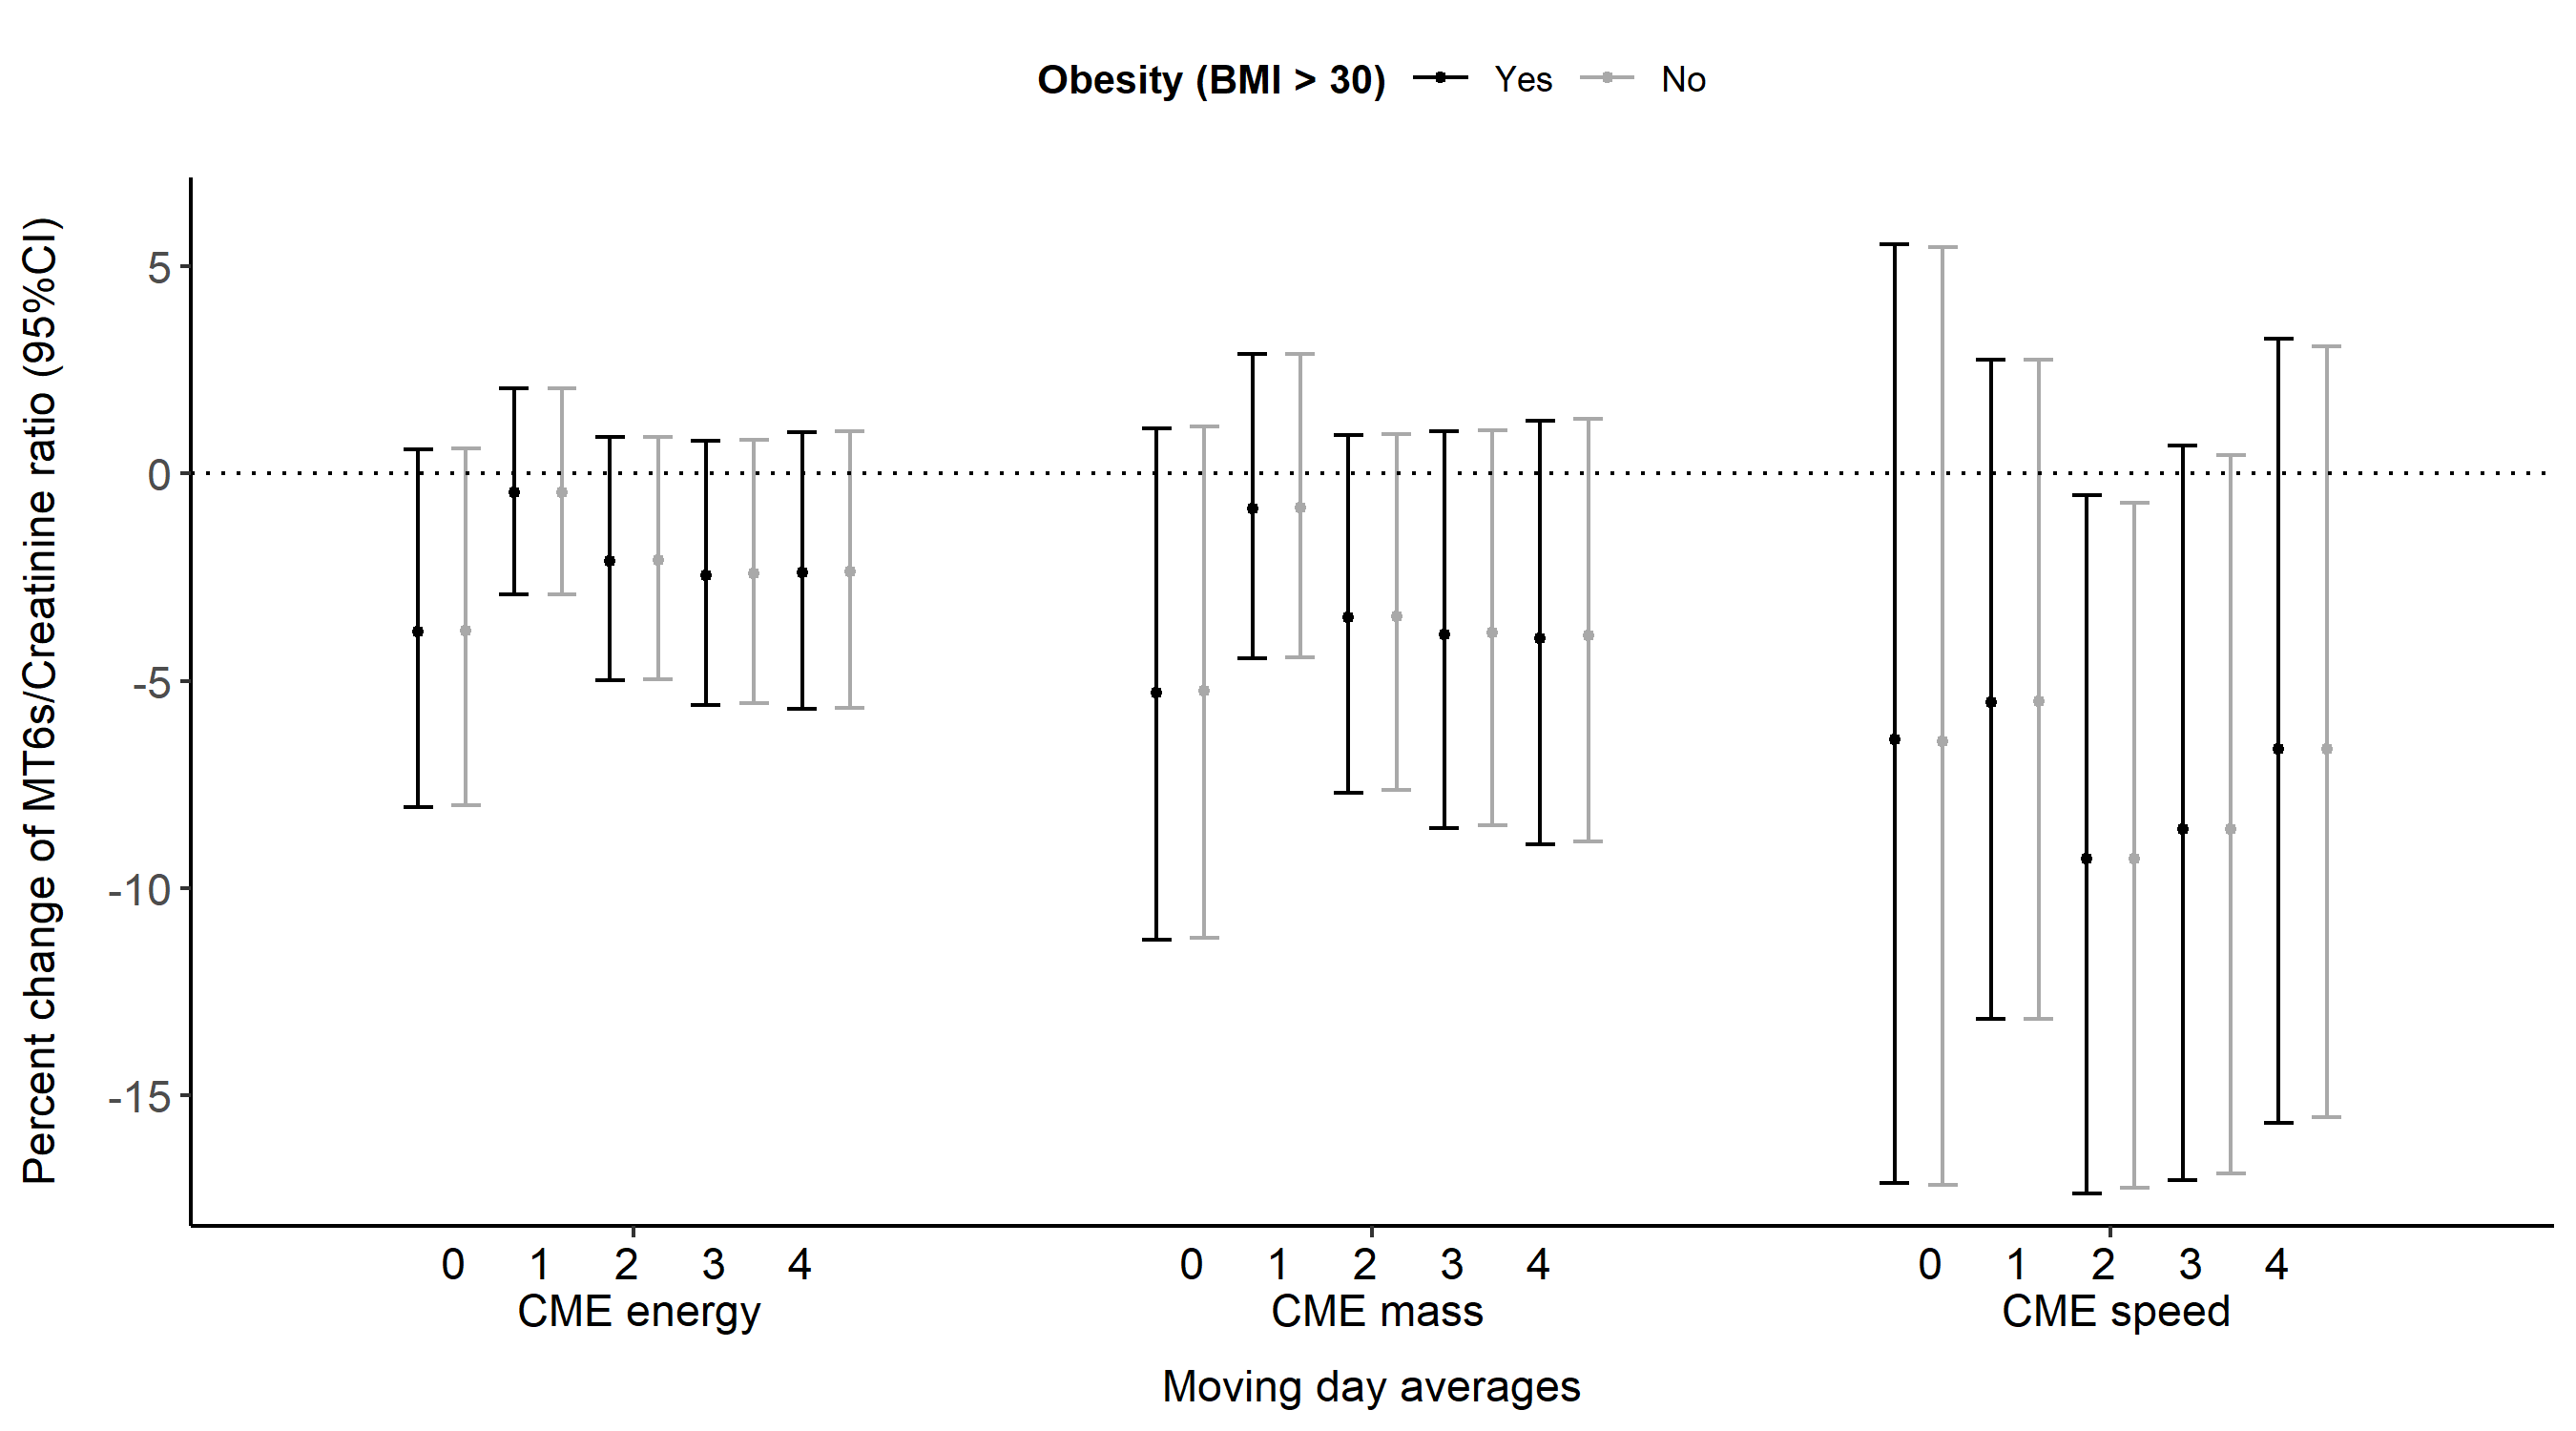 Obesity (BMI > 30) Yes No
Percent change of MT6s/Creatinine ratio (95%CI)
5
0
-5
-10
-15
0 1 2 3 4 0 1 2 3 4 0 1 2 3 4
CME energy CME mass CME speed
Moving day averages